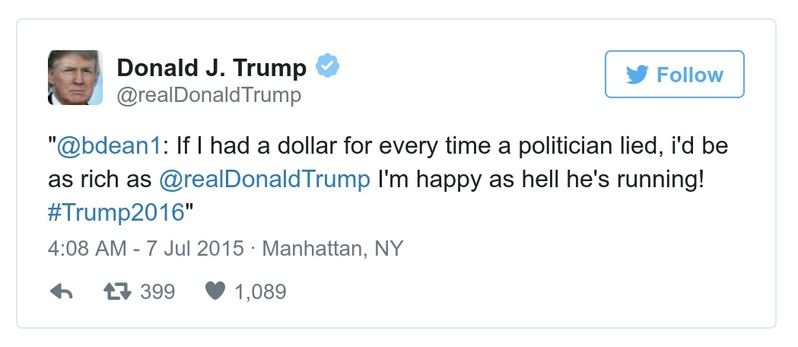 Donald J. Trump
@realDonaldTrump
Follow
"@bdean1: If I had a dollar for every time a politician lied, i'd be
as rich as @realDonaldTrump I'm happy as hell he's running!
#Trump2016"
4:08 AM - 7 Jul 2015 · Manhattan, NY
399 1,089